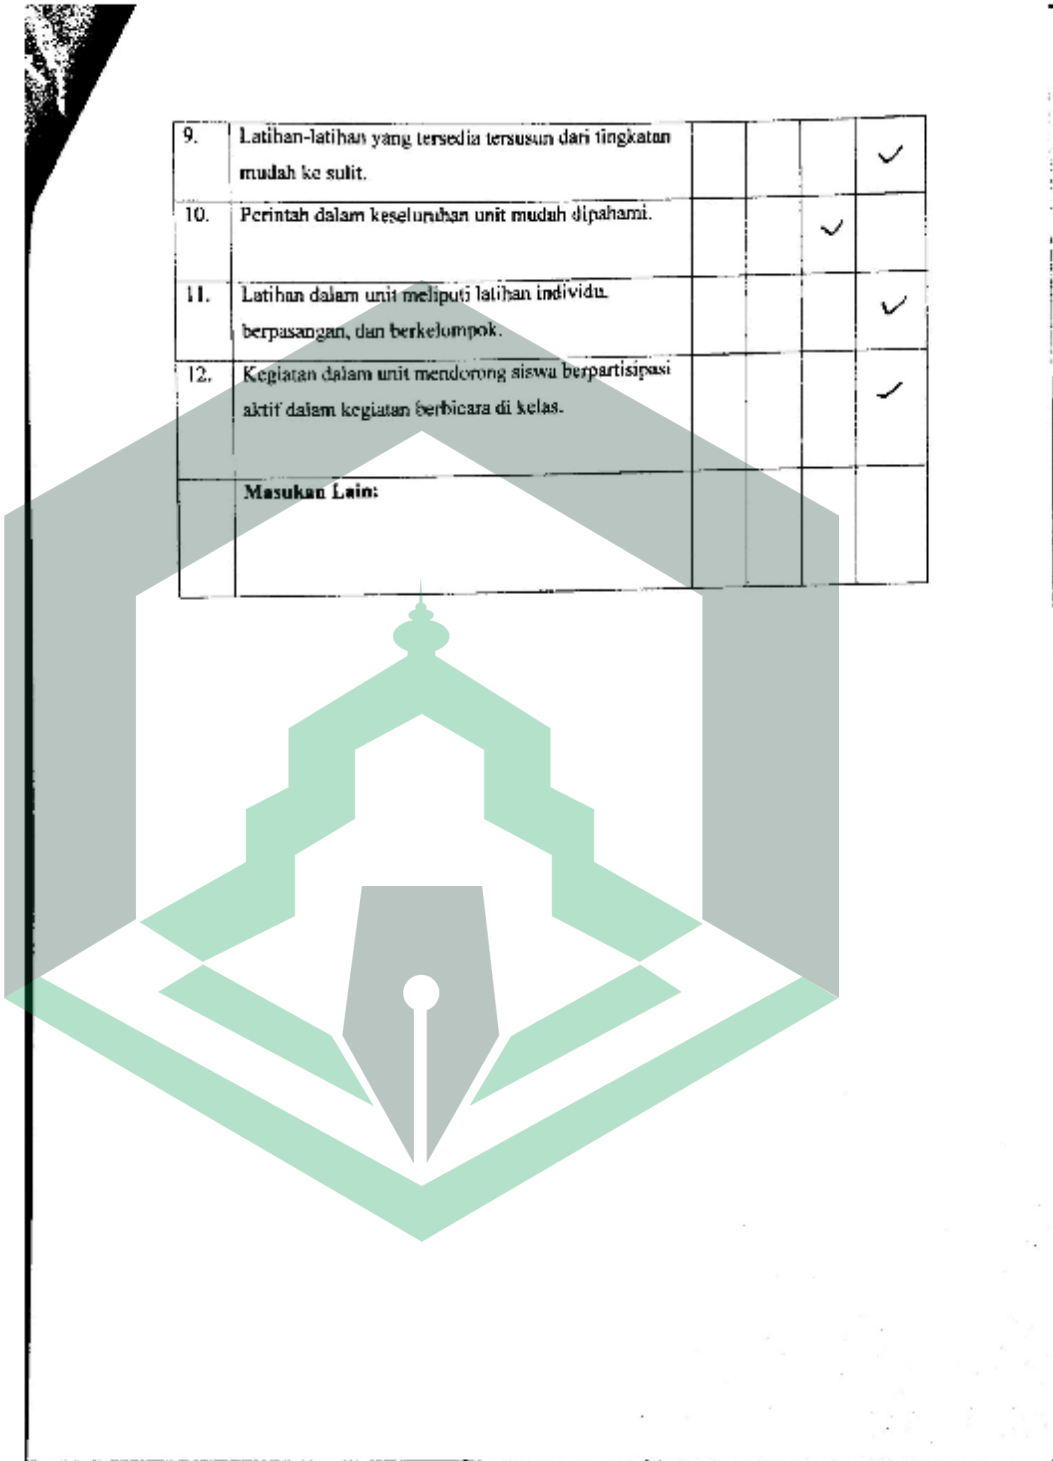 9. Latihan-latihan yang tersedia tersusun dari tingkatan
mudah ke sulit. ✓
10. Perintah dalam keseluruhan unit mudah dipahami. ✓
11. Latihan dalam unit meliputi latihan individu,
berpasangan, dan berkelompok. ✓
12. Kegiatan dalam unit mendorong siswa berpartisipasi
aktif dalam kegiatan berbicara di kelas. ✓
Masukan Lain: